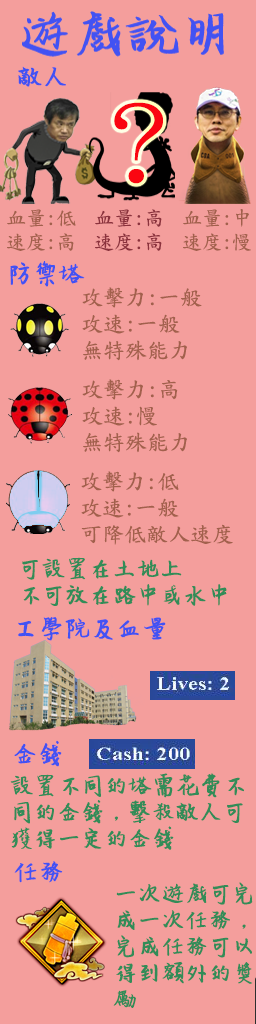 遊戲說明
敵人
血量:低 血量:高 血量:中
速度:高 速度:高 速度:慢
防禦塔
攻擊力:一般
攻速:一般
無特殊能力
攻擊力:高
攻速:慢
無特殊能力
攻擊力:低
攻速:一般
可降低敵人速度
可設置在土地上
不可放在路中或水中
工學院及血量
Lives: 2
金錢 Cash: 200
設置不同的塔需花費不
同的金錢，擊殺敵人可
獲得一定的金錢
任務
一次遊戲可完
成一次任務，
完成任務可以
得到額外的獎
勵